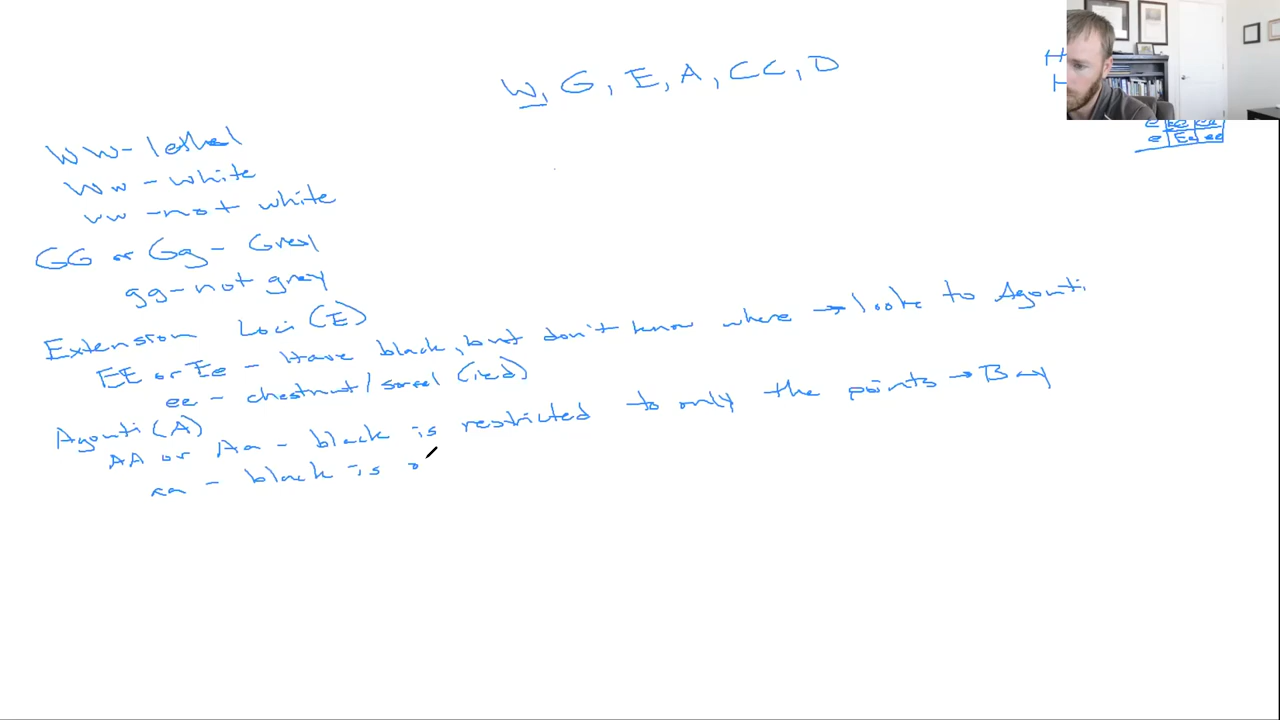 W, G, E, A, CC, D
WW - lethal
Ww - white
ww - not white
GG or Gg - Grey
gg - not grey
Extension Loci (E)
EE or Ee - Have black, but don't know where → look to Agouti
ee - chestnut/sorrel (red)
Agouti (A)
AA or Aa - black is restricted to only the points → Bay
aa - black is